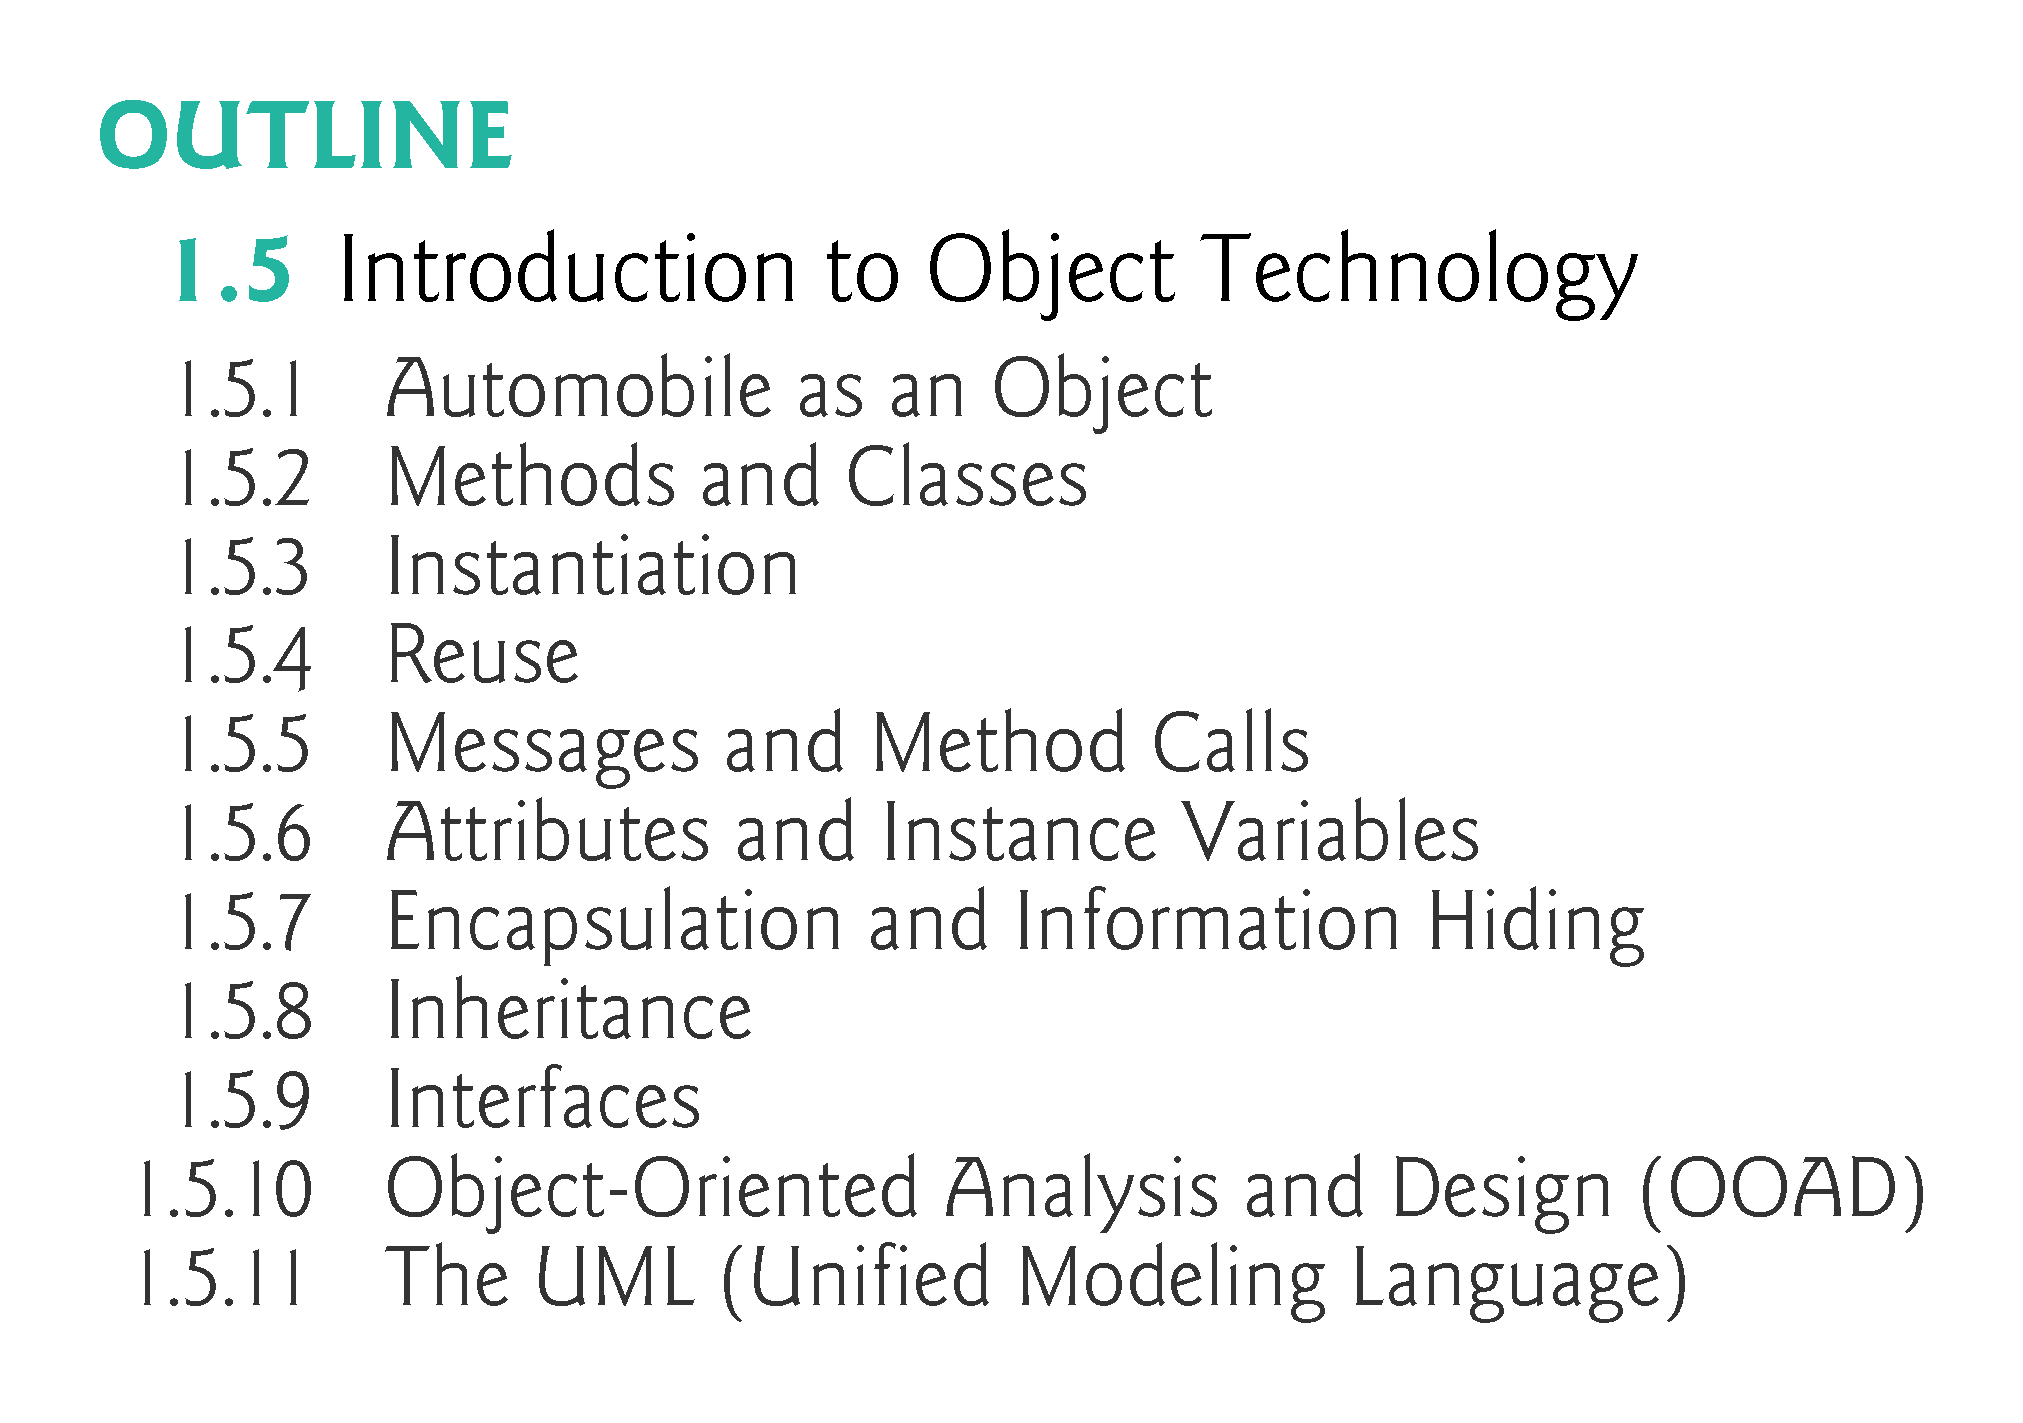 OUTLINE
1.5 Introduction to Object Technology
1.5.1 Automobile as an Object
1.5.2 Methods and Classes
1.5.3 Instantiation
1.5.4 Reuse
1.5.5 Messages and Method Calls
1.5.6 Attributes and Instance Variables
1.5.7 Encapsulation and Information Hiding
1.5.8 Inheritance
1.5.9 Interfaces
1.5.10 Object-Oriented Analysis and Design (OOAD)
1.5.11 The UML (Unified Modeling Language)